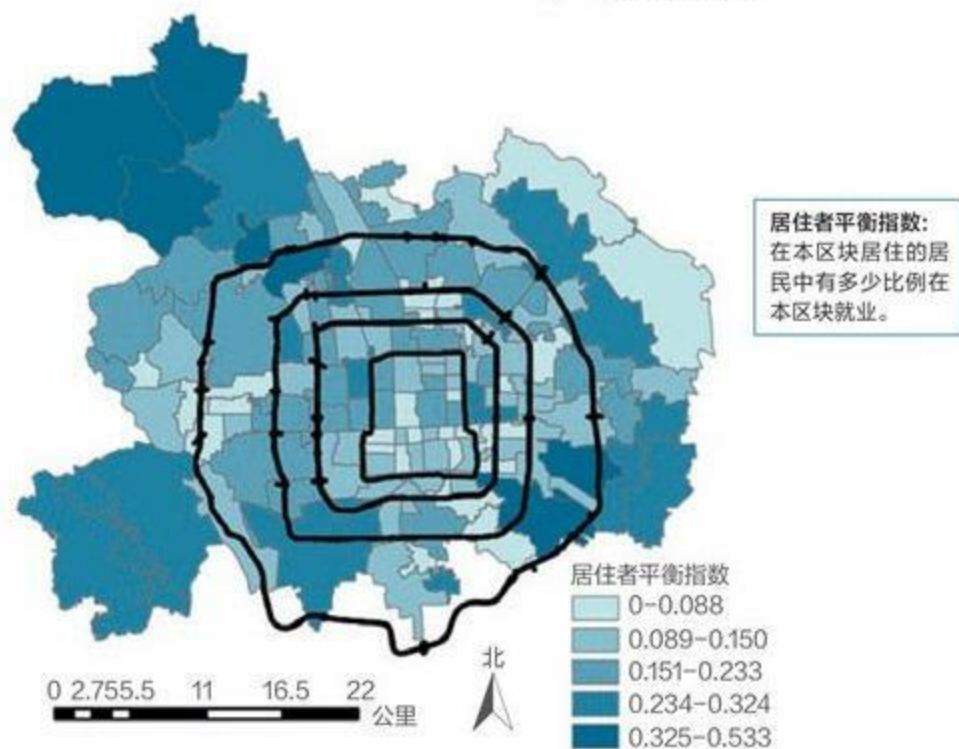 居住者平衡指数:
在本区块居住的居
民中有多少比例在
本区块就业。
居住者平衡指数
0-0.088
0.089-0.150
0.151-0.233
0.234-0.324
0.325-0.533
北
0 2.755.5 11 16.5 22
公里